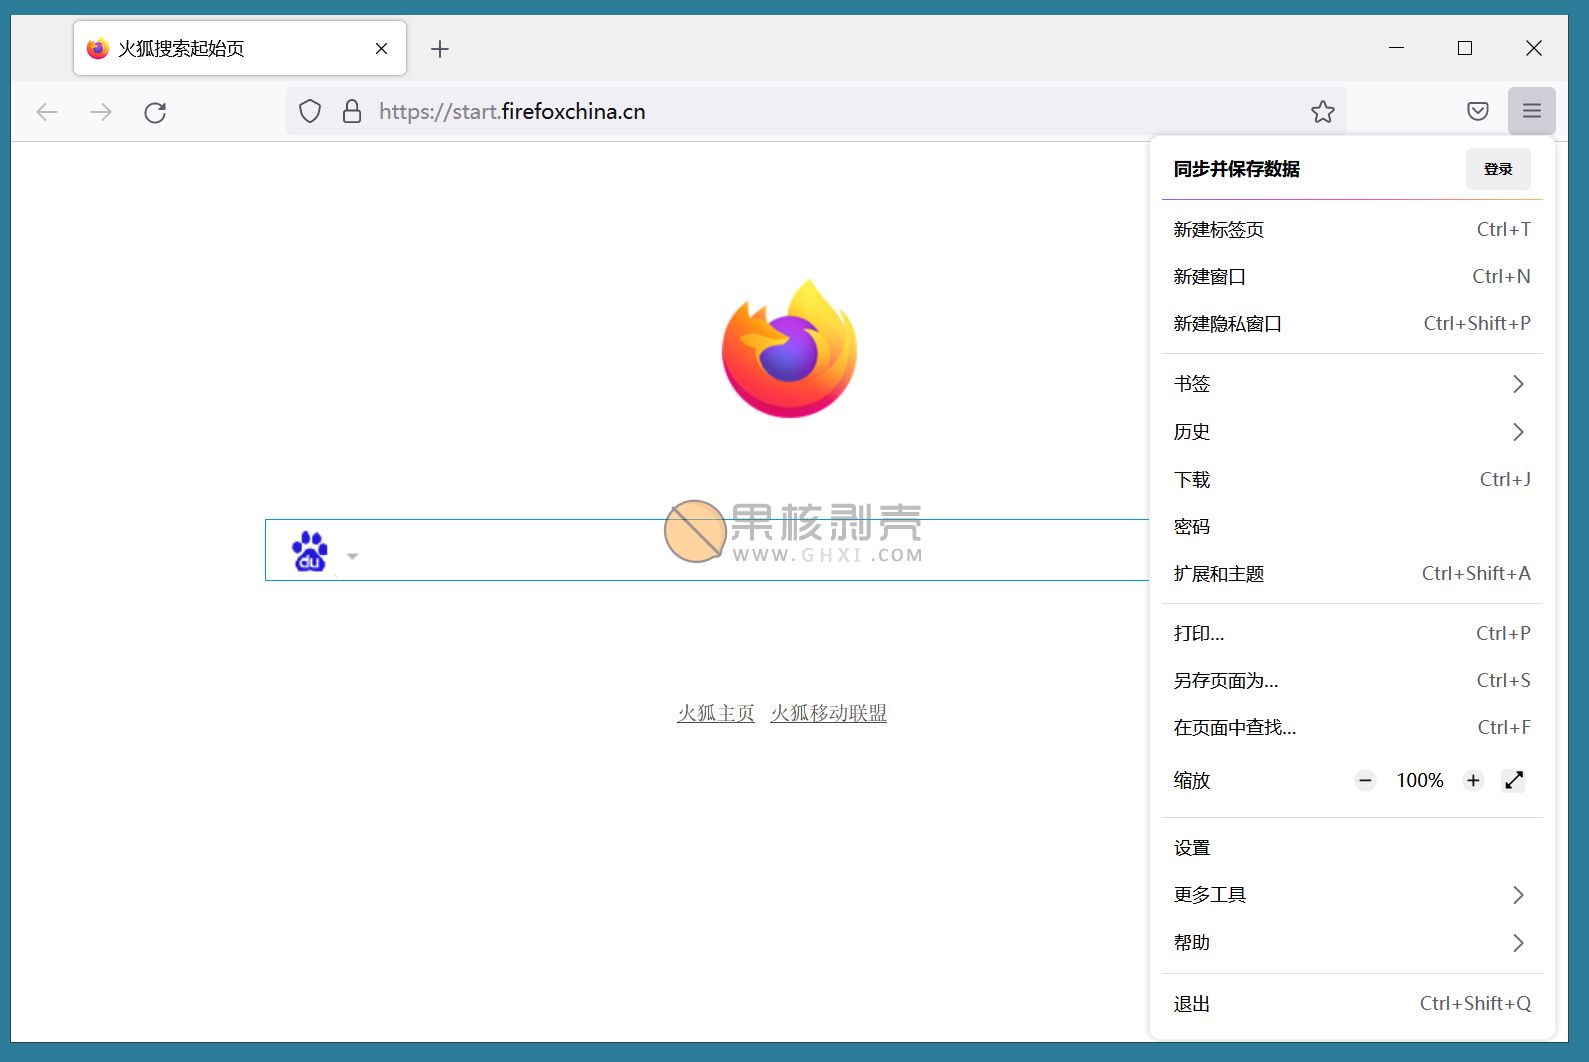 火狐搜索起始页
https://start.firefoxchina.cn
同步并保存数据 登录
新建标签页 Ctrl+T
新建窗口 Ctrl+N
新建隐私窗口 Ctrl+Shift+P
书签
历史
下载 Ctrl+J
密码
扩展和主题 Ctrl+Shift+A
打印... Ctrl+P
另存页面为... Ctrl+S
在页面中查找... Ctrl+F
缩放 100%
设置
更多工具
帮助
退出 Ctrl+Shift+Q
果核剥壳
WWW.GHXI.COM
du
火狐主页 火狐移动联盟